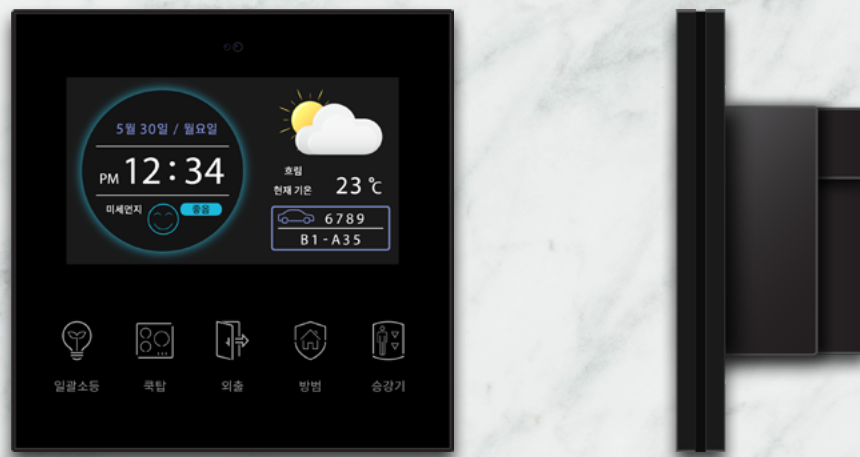 5월 30일 / 월요일
PM 12:34
미세먼지 좋음
흐림
현재 기온 23 ℃
6789
B1-A35
일괄소등 쿡탑 외출 방범 승강기